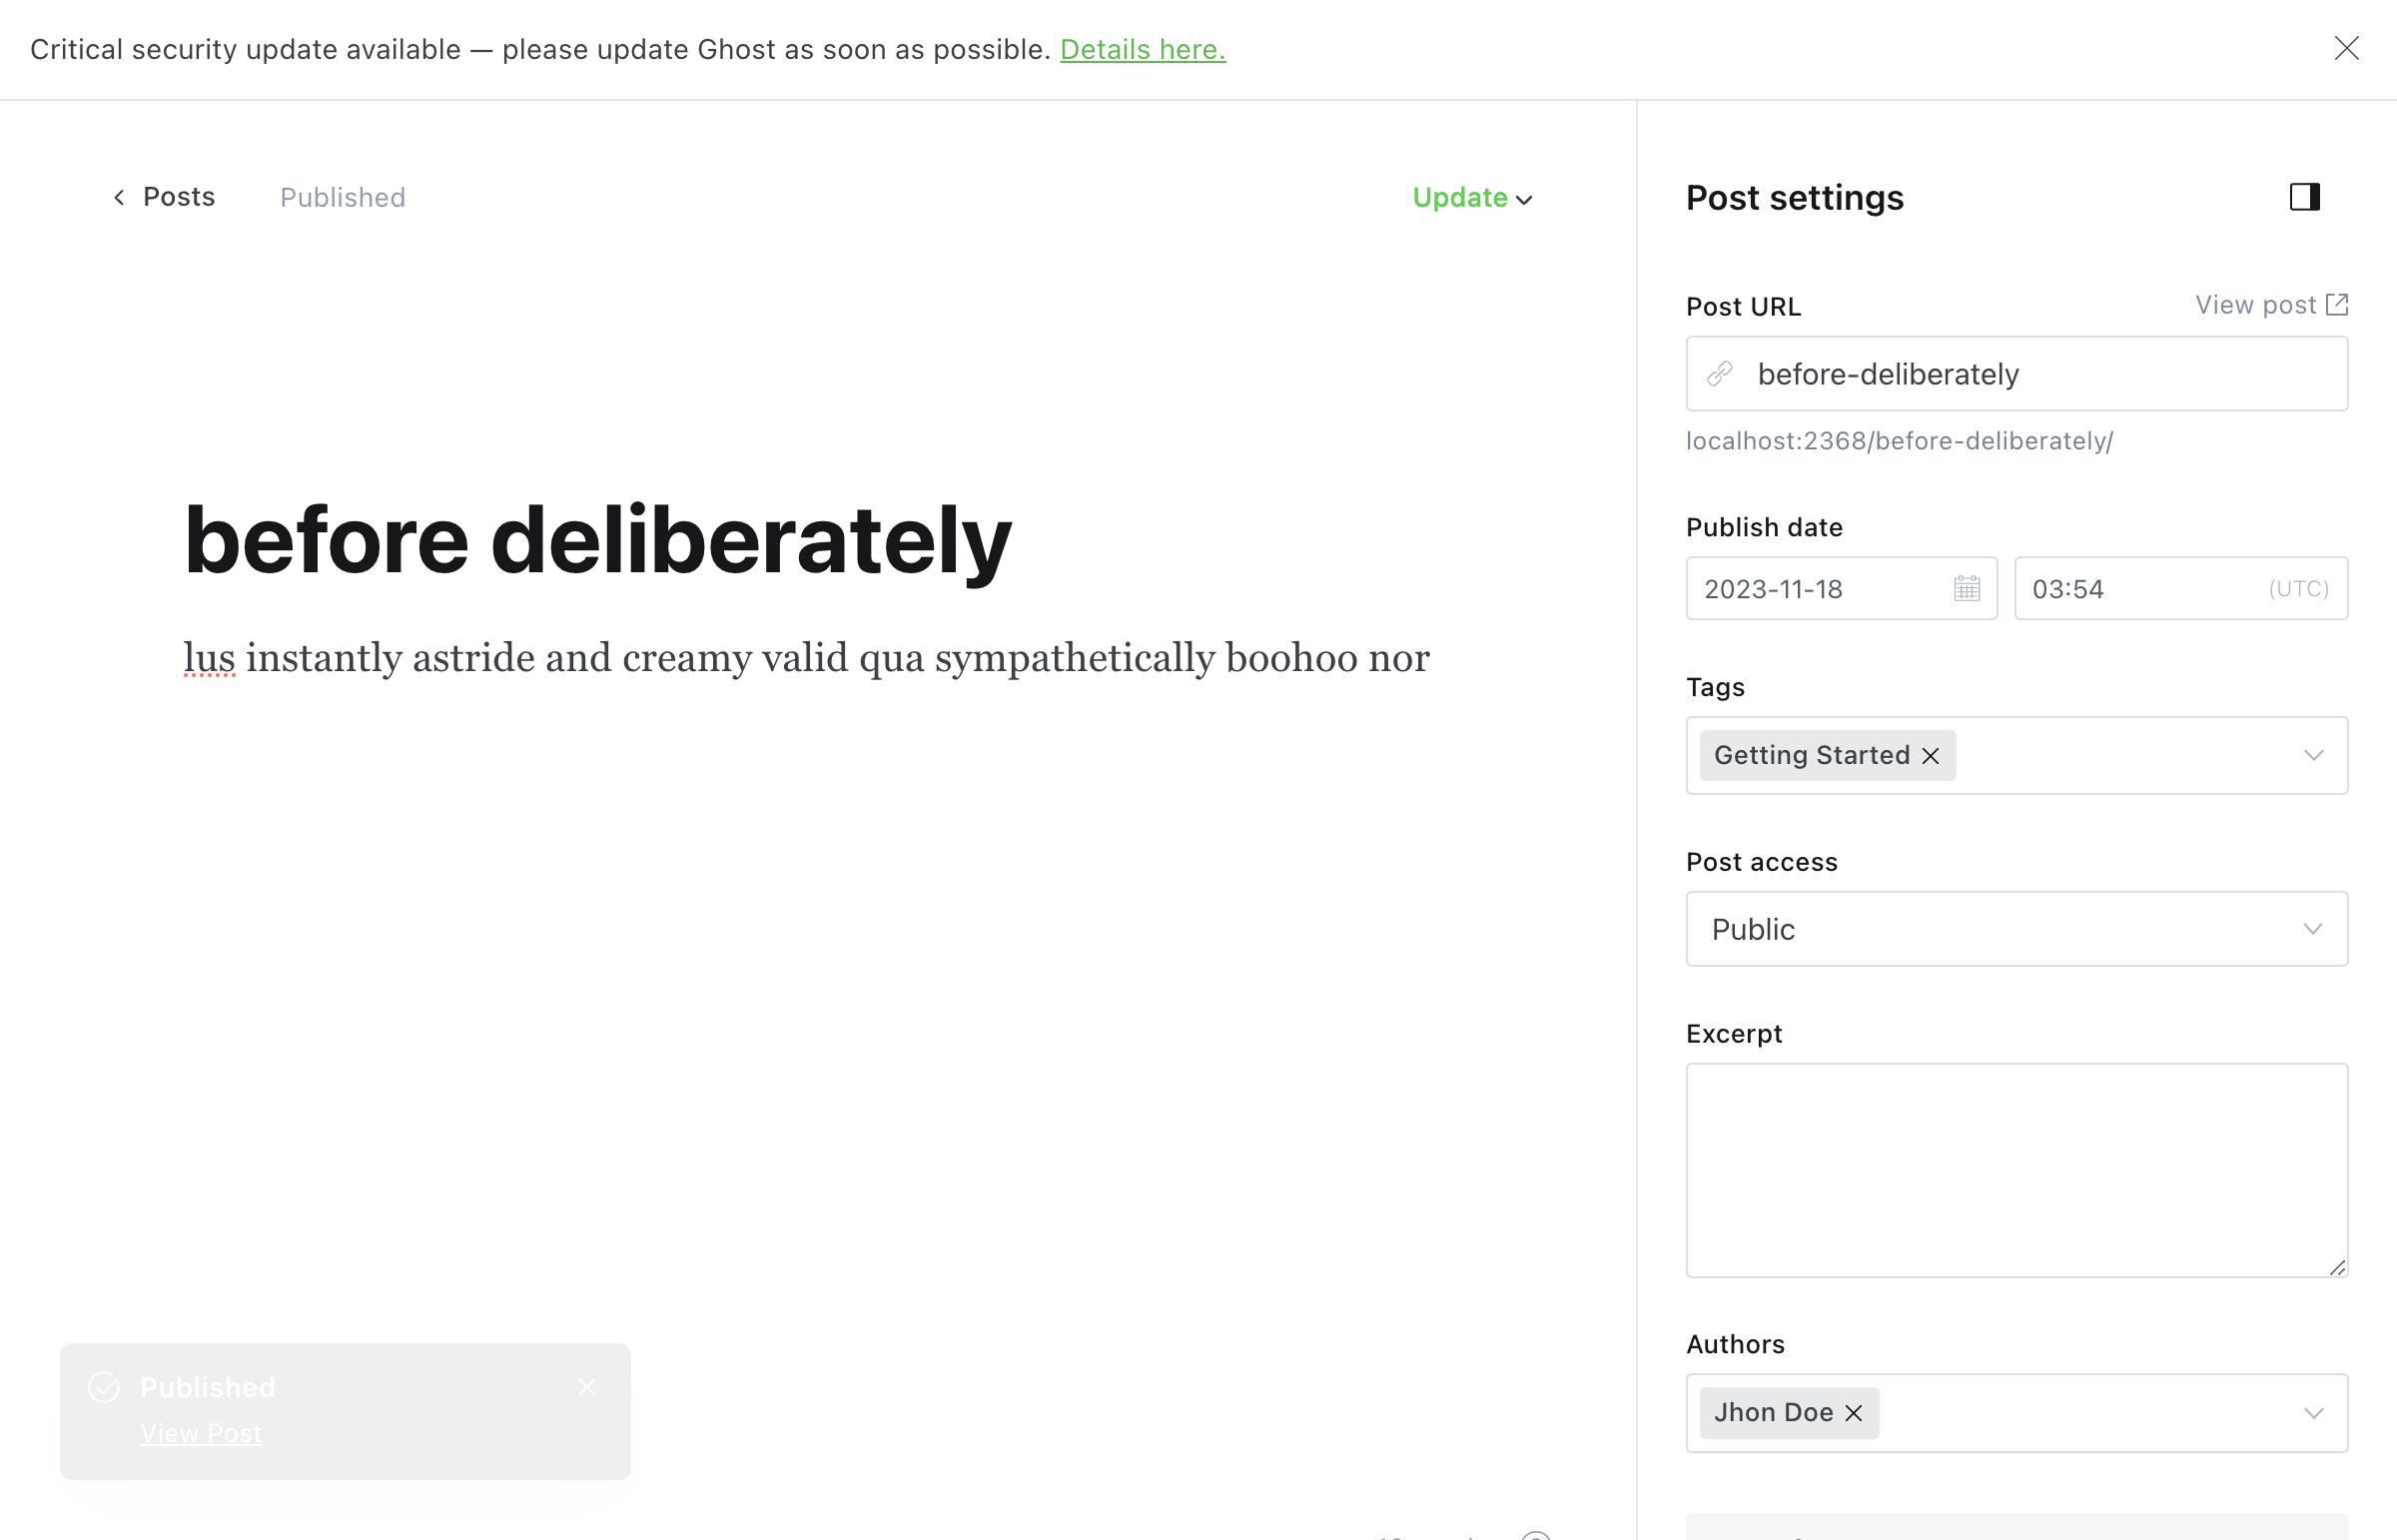 Critical security update available — please update Ghost as soon as possible. Details here.
Posts
Published
Update
Post settings
Post URL
View post
before-deliberately
localhost:2368/before-deliberately/
before deliberately
lus instantly astride and creamy valid qua sympathetically boohoo nor
Publish date
2023-11-18
03:54
(UTC)
Tags
Getting Started
Post access
Public
Excerpt
Authors
Jhon Doe
Published
View Post